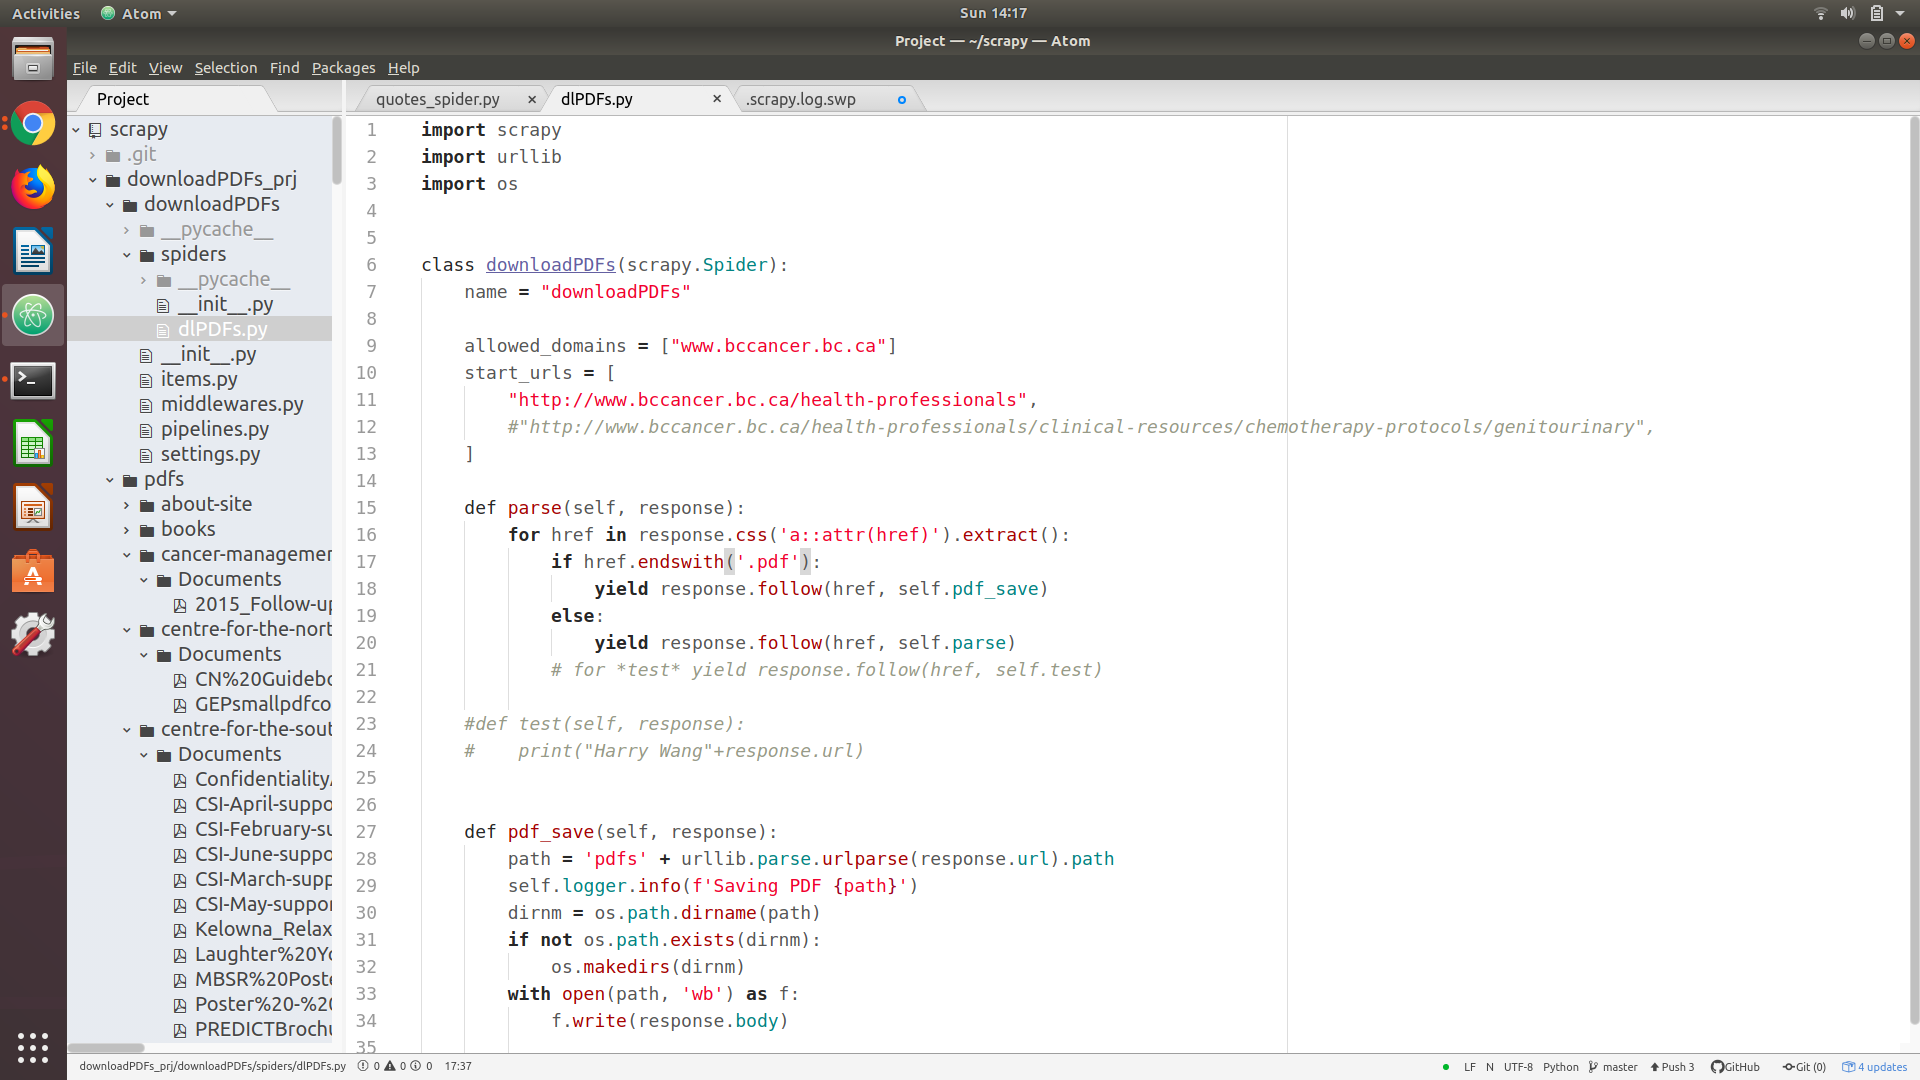 Activities Atom Sun 14:17
Project — ~/scrapy — Atom
File Edit View Selection Find Packages Help
Project
quotes_spider.py
dlPDFs.py
.scrapy.log.swp
scrapy
.git
downloadPDFs_prj
downloadPDFs
__pycache__
spiders
__pycache__
__init__.py
dlPDFs.py
__init__.py
items.py
middlewares.py
pipelines.py
settings.py
pdfs
about-site
books
cancer-managemen
Documents
2015_Follow-up
centre-for-the-nort
Documents
CN%20Guidebo
GEPsmallpdfco
centre-for-the-sout
Documents
ConfidentialityA
CSI-April-suppo
CSI-February-su
CSI-June-suppo
CSI-March-supp
CSI-May-suppor
Kelowna_Relax
Laughter%20Yo
MBSR%20Poste
Poster%20-%20
PREDICTBrochu
1 import scrapy
2 import urllib
3 import os
4
5
6 class downloadPDFs(scrapy.Spider):
7     name = "downloadPDFs"
8
9     allowed_domains = ["www.bccancer.bc.ca"]
10     start_urls = [
11         "http://www.bccancer.bc.ca/health-professionals",
12         #"http://www.bccancer.bc.ca/health-professionals/clinical-resources/chemotherapy-protocols/genitourinary",
13     ]
14
15     def parse(self, response):
16         for href in response.css('a::attr(href)').extract():
17             if href.endswith('.pdf'):
18                 yield response.follow(href, self.pdf_save)
19             else:
20                 yield response.follow(href, self.parse)
21             # for *test* yield response.follow(href, self.test)
22
23     #def test(self, response):
24     #    print("Harry Wang"+response.url)
25
26
27     def pdf_save(self, response):
28         path = 'pdfs' + urllib.parse.urlparse(response.url).path
29         self.logger.info(f'Saving PDF {path}')
30         dirnm = os.path.dirname(path)
31         if not os.path.exists(dirnm):
32             os.makedirs(dirnm)
33         with open(path, 'wb') as f:
34             f.write(response.body)
35
downloadPDFs_prj/downloadPDFs/spiders/dlPDFs.py 0 0 0 17:37 LF N UTF-8 Python master Push 3 GitHub Git (0) 4 updates